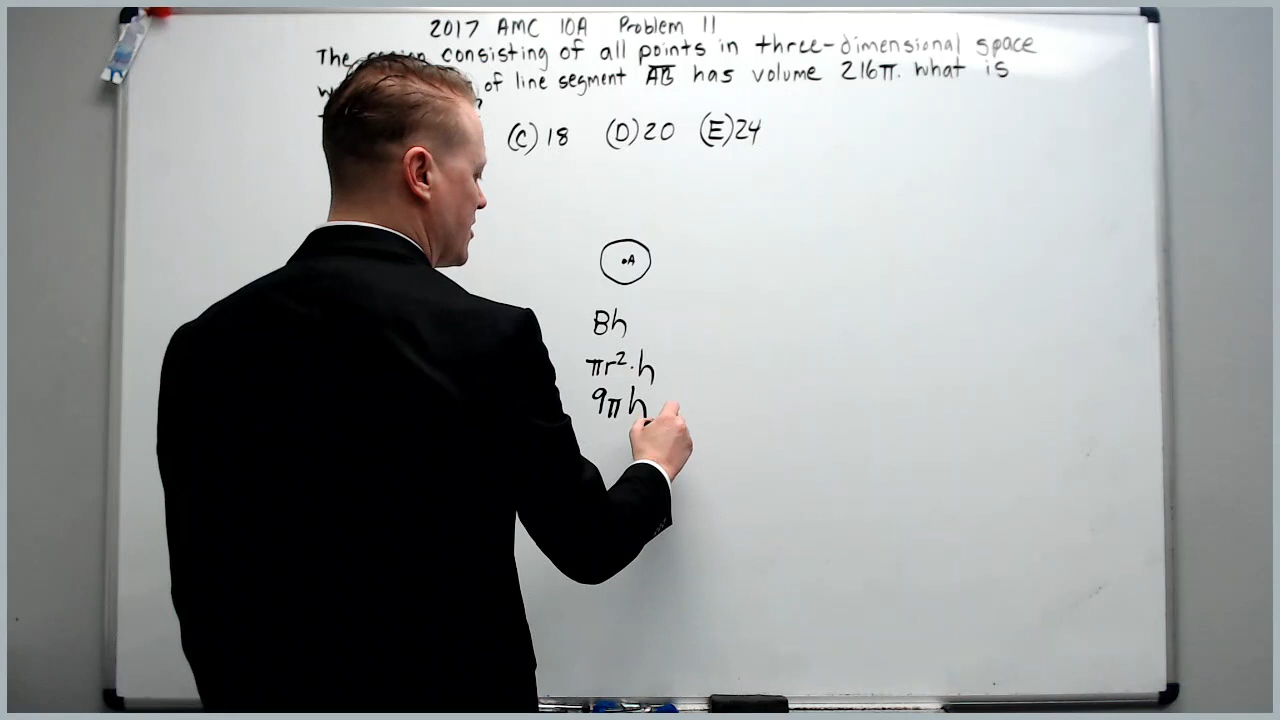 2017 AMC 10A Problem 11
The consisting of all points in three-dimensional space
of line segment AB has volume 216π. What is
(C) 18 (D) 20 (E) 24
•A
Bh
πr²·h
9πh